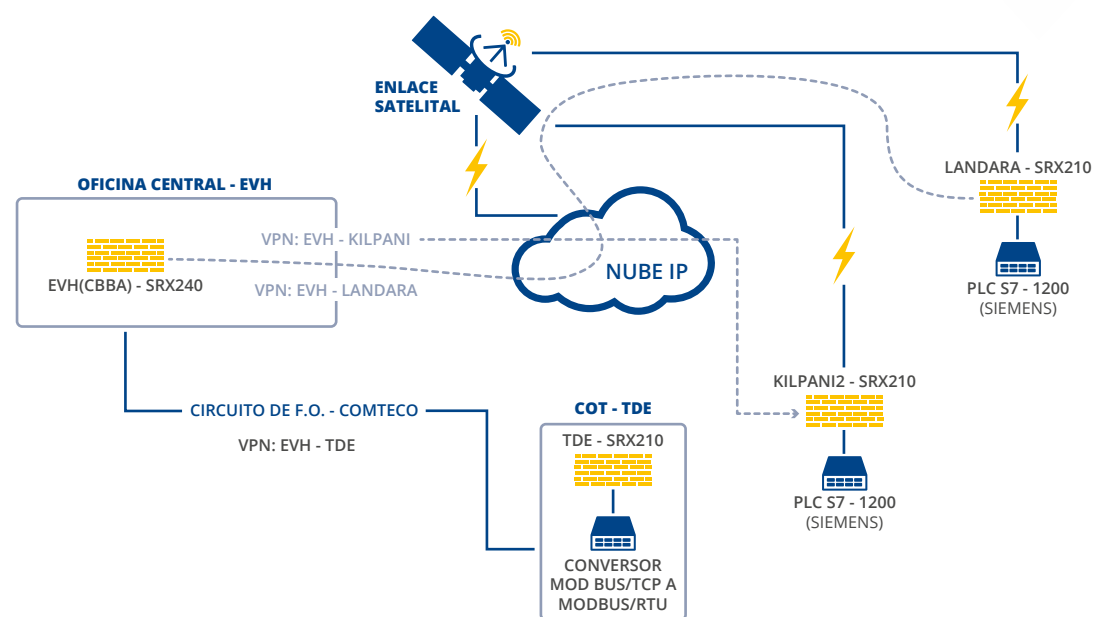 ENLACE
SATELITAL
LANDARA - SRX210
OFICINA CENTRAL - EVH
VPN: EVH - KILPANI
NUBE IP
EVH(CBBA) - SRX240
VPN: EVH - LANDARA
PLC S7 - 1200
(SIEMENS)
KILPANI2 - SRX210
CIRCUITO DE F.O. - COMTECO
COT - TDE
VPN: EVH - TDE
TDE - SRX210
PLC S7 - 1200
(SIEMENS)
CONVERSOR
MOD BUS/TCP A
MODBUS/RTU